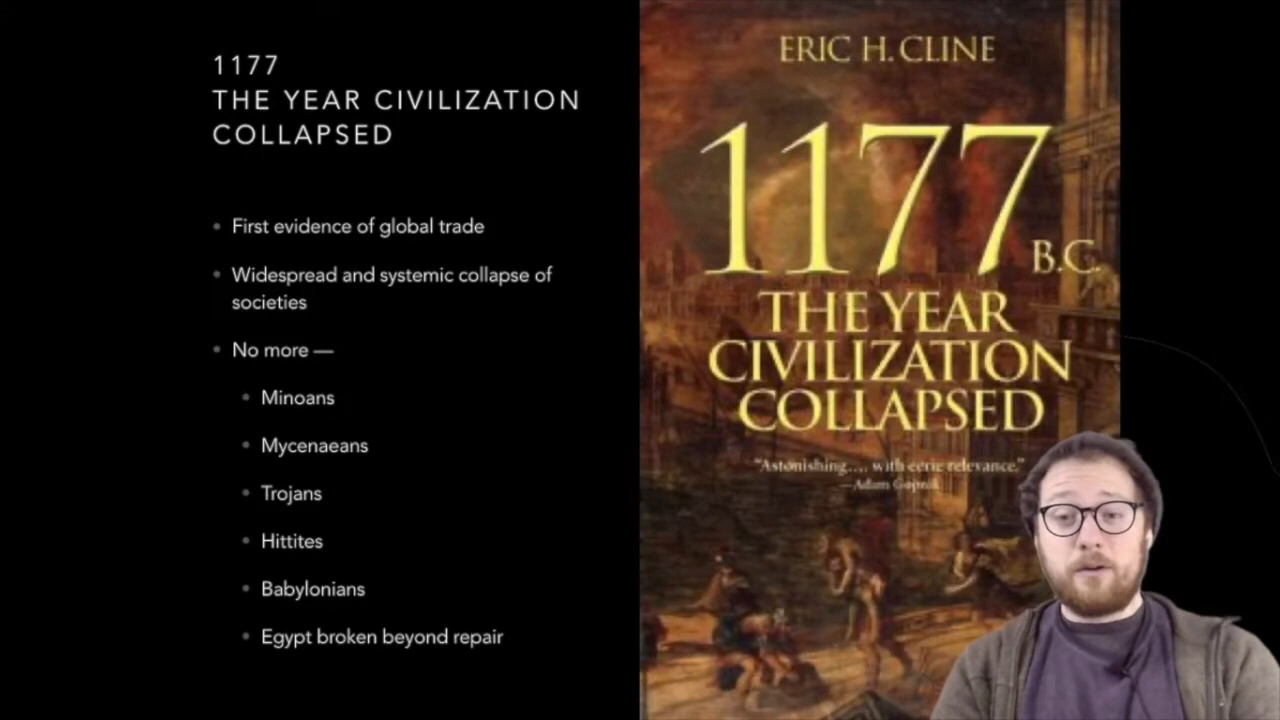 1177
THE YEAR CIVILIZATION
COLLAPSED
• First evidence of global trade
• Widespread and systemic collapse of
societies
• No more —
• Minoans
• Mycenaeans
• Trojans
• Hittites
• Babylonians
• Egypt broken beyond repair
ERIC H. CLINE
1177 B.C.
THE YEAR
CIVILIZATION
COLLAPSED
“Astonishing.... with eerie relevance.”
—Adam Gopnik